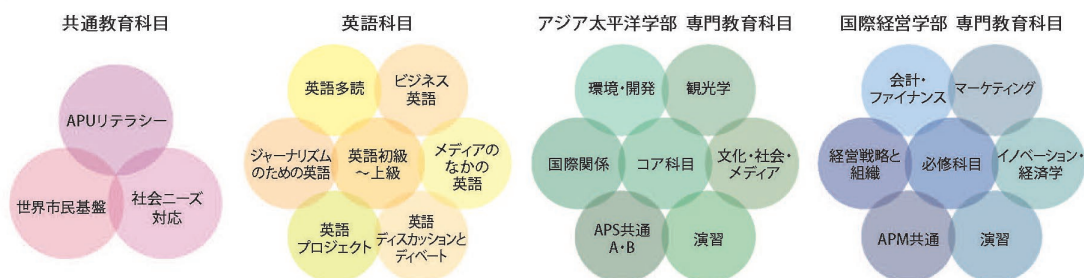 共通教育科目
APUリテラシー
世界市民基盤
社会ニーズ
対応
英語科目
英語多読
ビジネス
英語
ジャーナリズム
のための英語
英語初級
～上級
メディアの
なかの
英語
英語
プロジェクト
英語
ディスカッションと
ディベート
アジア太平洋学部 専門教育科目
環境・開発
観光学
国際関係
コア科目
文化・社会・
メディア
APS共通
A・B
演習
国際経営学部 専門教育科目
会計・
ファイナンス
マーケティング
経営戦略と
組織
必修科目
イノベーション・
経済学
APM共通
演習